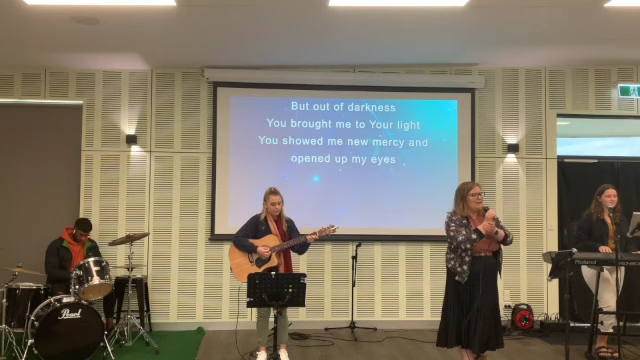 But out of darkness
You brought me to Your light
You showed me new mercy and
opened up my eyes
Pearl
Roland